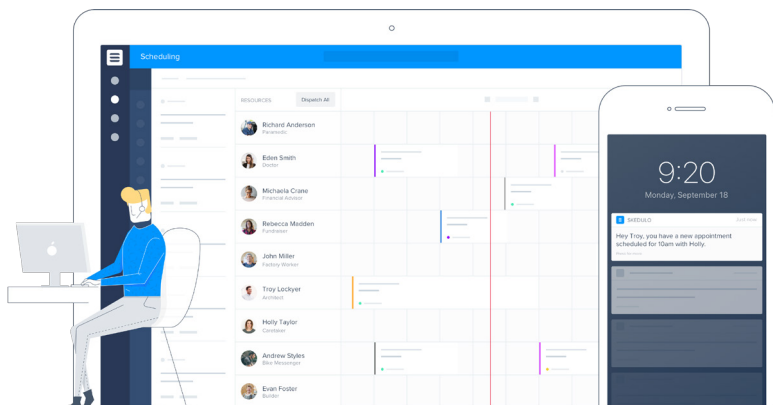 Scheduling
RESOURCES
Dispatch All
Richard Anderson
Paramedic
Eden Smith
Doctor
Michaela Crane
Financial Advisor
Rebecca Madden
Fundraiser
John Miller
Factory Worker
Troy Lockyer
Architect
Holly Taylor
Caretaker
Andrew Styles
Bike Messenger
Evan Foster
Builder
9:20
Monday, September 18
SKEDULO
Just now
Hey Troy, you have a new appointment
scheduled for 10am with Holly.